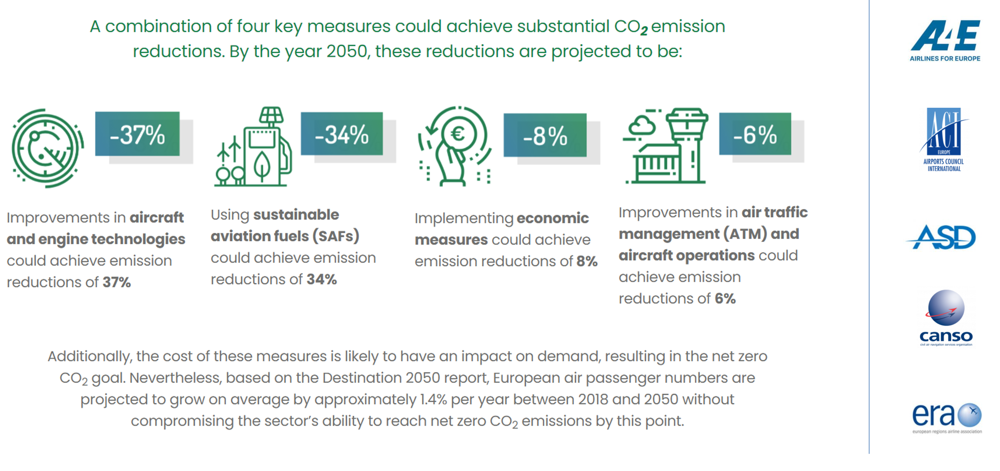 A combination of four key measures could achieve substantial CO₂ emission
reductions. By the year 2050, these reductions are projected to be:
-37%
Improvements in aircraft
and engine technologies
could achieve emission
reductions of 37%
-34%
Using sustainable
aviation fuels (SAFs)
could achieve emission
reductions of 34%
€
-8%
Implementing economic
measures could achieve
emission reductions of 8%
-6%
Improvements in air traffic
management (ATM) and
aircraft operations could
achieve emission
reductions of 6%
Additionally, the cost of these measures is likely to have an impact on demand, resulting in the net zero
CO₂ goal. Nevertheless, based on the Destination 2050 report, European air passenger numbers are
projected to grow on average by approximately 1.4% per year between 2018 and 2050 without
compromising the sector's ability to reach net zero CO₂ emissions by this point.
A4E
AIRLINES FOR EUROPE
ACI
EUROPE
AIRPORTS COUNCIL
INTERNATIONAL
ASD
canso
civil air navigation services organisation
era
european regions airline association